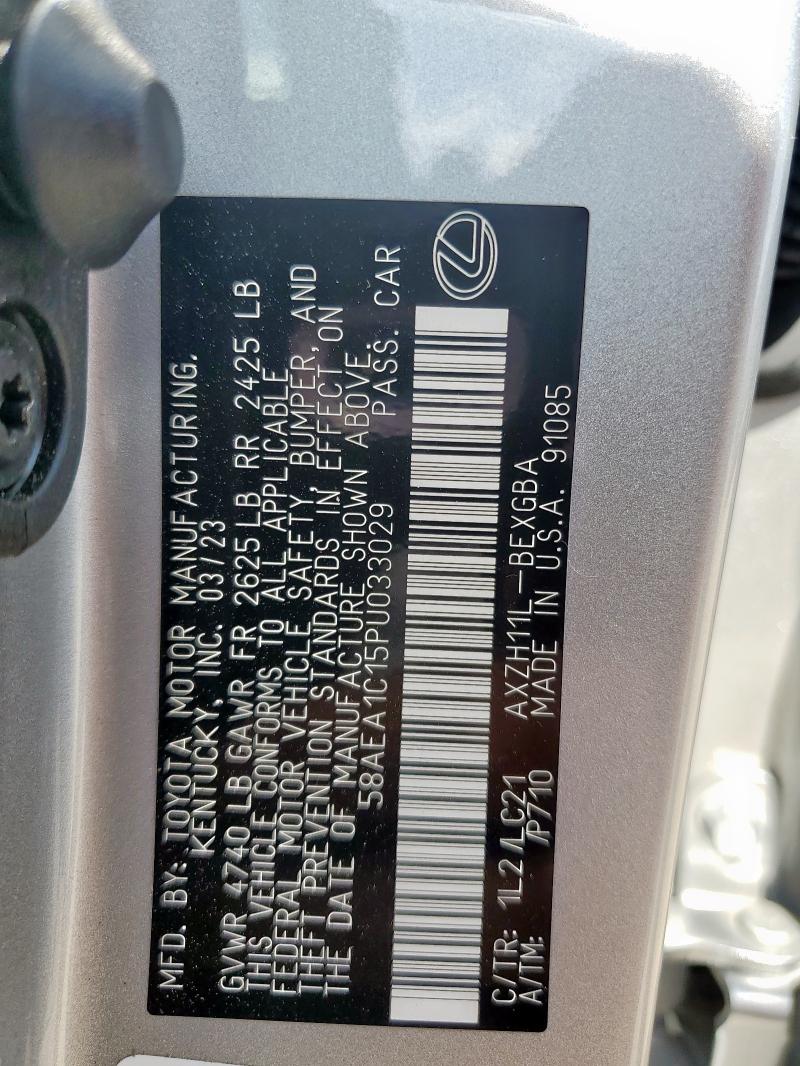 MFD. BY: TOYOTA MOTOR MANUFACTURING,
KENTUCKY, INC. 03/23
GVWR 4740 LB GAWR FR 2625 LB RR 2425 LB
THIS VEHICLE CONFORMS TO ALL APPLICABLE
FEDERAL MOTOR VEHICLE SAFETY, BUMPER, AND
THEFT PREVENTION STANDARDS IN EFFECT ON
THE DATE OF MANUFACTURE SHOWN ABOVE.
58AEA1C15PU033029 PASS. CAR
C/TR: 1L2 /LC21 AXZH11L-BEXGBA
A/TM: /P710 MADE IN U.S.A. 91085